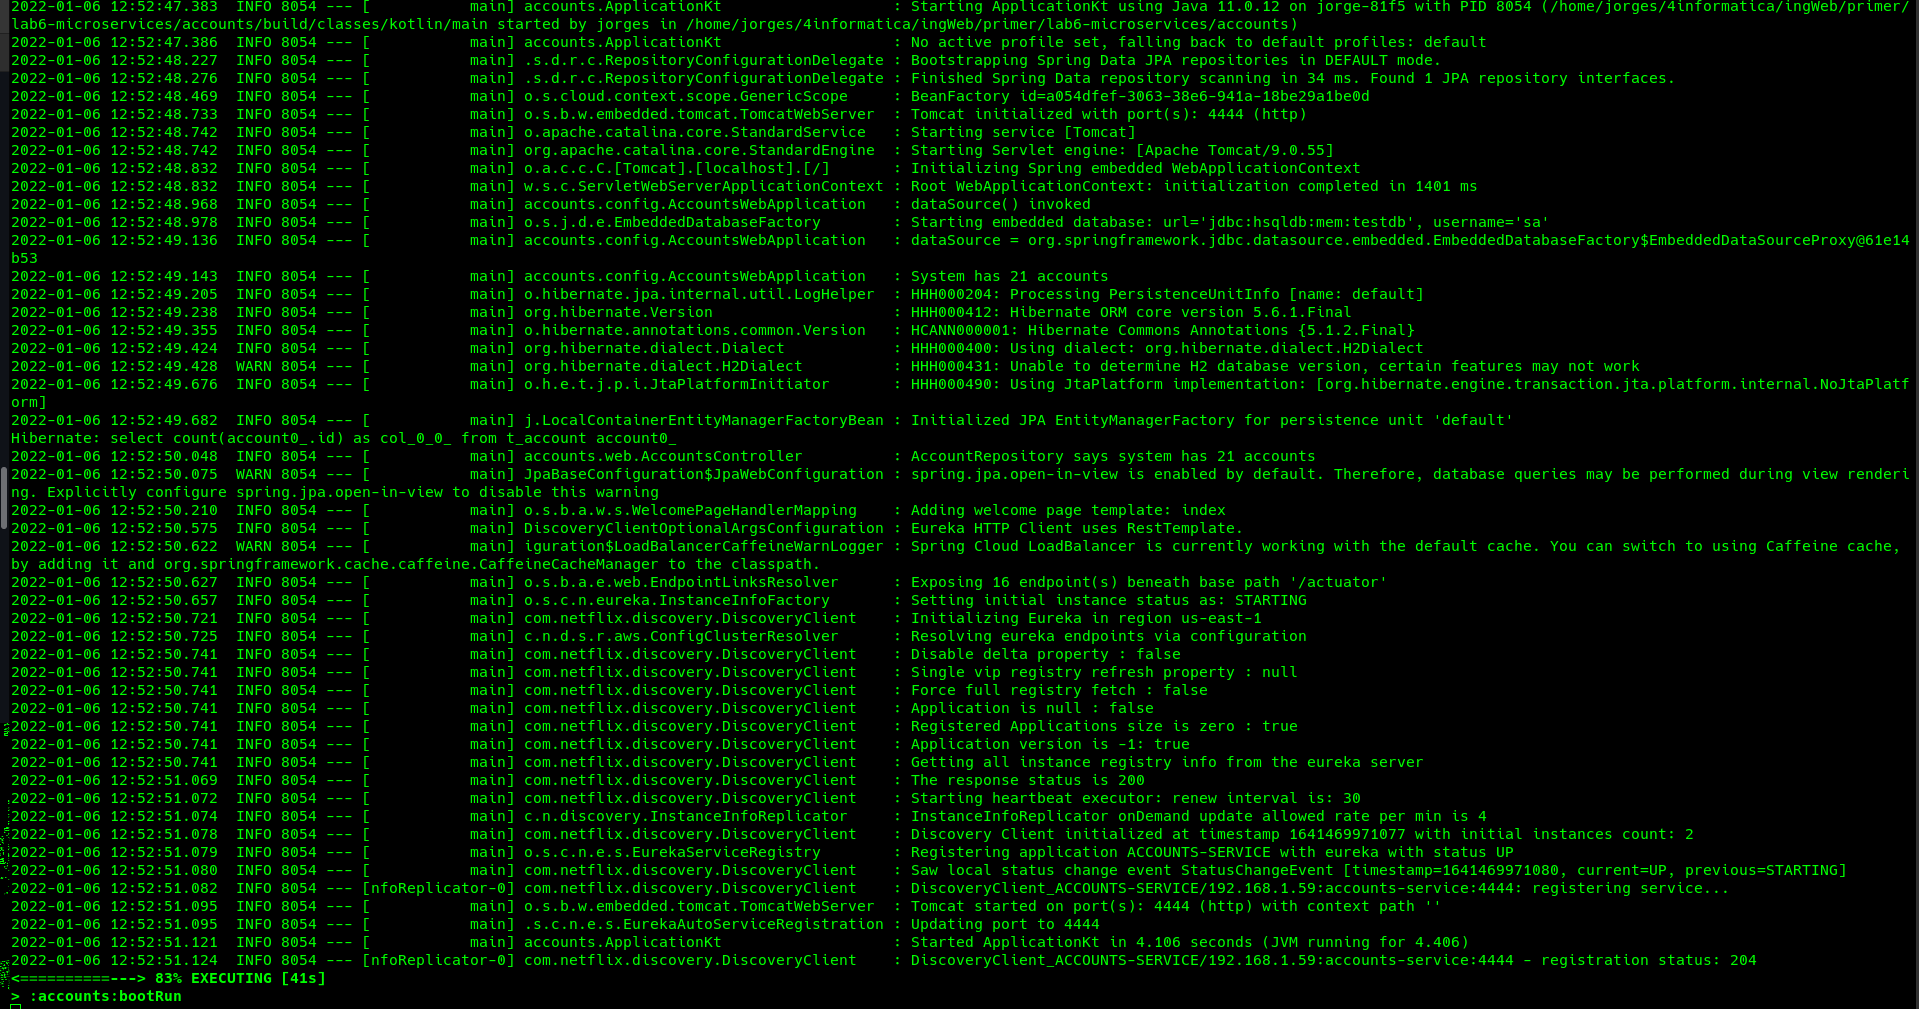 2022-01-06 12:52:47.383  INFO 8054 --- [           main] accounts.ApplicationKt                   : Starting ApplicationKt using Java 11.0.12 on jorge-81f5 with PID 8054 (/home/jorges/4informatica/ingWeb/primer/
lab6-microservices/accounts/build/classes/kotlin/main started by jorges in /home/jorges/4informatica/ingWeb/primer/lab6-microservices/accounts)
2022-01-06 12:52:47.386  INFO 8054 --- [           main] accounts.ApplicationKt                   : No active profile set, falling back to default profiles: default
2022-01-06 12:52:48.227  INFO 8054 --- [           main] .s.d.r.c.RepositoryConfigurationDelegate : Bootstrapping Spring Data JPA repositories in DEFAULT mode.
2022-01-06 12:52:48.276  INFO 8054 --- [           main] .s.d.r.c.RepositoryConfigurationDelegate : Finished Spring Data repository scanning in 34 ms. Found 1 JPA repository interfaces.
2022-01-06 12:52:48.469  INFO 8054 --- [           main] o.s.cloud.context.scope.GenericScope     : BeanFactory id=a054dfef-3063-38e6-941a-18be29a1be0d
2022-01-06 12:52:48.733  INFO 8054 --- [           main] o.s.b.w.embedded.tomcat.TomcatWebServer  : Tomcat initialized with port(s): 4444 (http)
2022-01-06 12:52:48.742  INFO 8054 --- [           main] o.apache.catalina.core.StandardService   : Starting service [Tomcat]
2022-01-06 12:52:48.742  INFO 8054 --- [           main] org.apache.catalina.core.StandardEngine  : Starting Servlet engine: [Apache Tomcat/9.0.55]
2022-01-06 12:52:48.832  INFO 8054 --- [           main] o.a.c.c.C.[Tomcat].[localhost].[/]       : Initializing Spring embedded WebApplicationContext
2022-01-06 12:52:48.832  INFO 8054 --- [           main] w.s.c.ServletWebServerApplicationContext : Root WebApplicationContext: initialization completed in 1401 ms
2022-01-06 12:52:48.968  INFO 8054 --- [           main] accounts.config.AccountsWebApplication   : dataSource() invoked
2022-01-06 12:52:48.978  INFO 8054 --- [           main] o.s.j.d.e.EmbeddedDatabaseFactory        : Starting embedded database: url='jdbc:hsqldb:mem:testdb', username='sa'
2022-01-06 12:52:49.136  INFO 8054 --- [           main] accounts.config.AccountsWebApplication   : dataSource = org.springframework.jdbc.datasource.embedded.EmbeddedDatabaseFactory$EmbeddedDataSourceProxy@61e14
b53
2022-01-06 12:52:49.143  INFO 8054 --- [           main] accounts.config.AccountsWebApplication   : System has 21 accounts
2022-01-06 12:52:49.205  INFO 8054 --- [           main] o.hibernate.jpa.internal.util.LogHelper  : HHH000204: Processing PersistenceUnitInfo [name: default]
2022-01-06 12:52:49.238  INFO 8054 --- [           main] org.hibernate.Version                    : HHH000412: Hibernate ORM core version 5.6.1.Final
2022-01-06 12:52:49.355  INFO 8054 --- [           main] o.hibernate.annotations.common.Version   : HCANN000001: Hibernate Commons Annotations {5.1.2.Final}
2022-01-06 12:52:49.424  INFO 8054 --- [           main] org.hibernate.dialect.Dialect            : HHH000400: Using dialect: org.hibernate.dialect.H2Dialect
2022-01-06 12:52:49.428  WARN 8054 --- [           main] org.hibernate.dialect.H2Dialect          : HHH000431: Unable to determine H2 database version, certain features may not work
2022-01-06 12:52:49.676  INFO 8054 --- [           main] o.h.e.t.j.p.i.JtaPlatformInitiator       : HHH000490: Using JtaPlatform implementation: [org.hibernate.engine.transaction.jta.platform.internal.NoJtaPlatf
orm]
2022-01-06 12:52:49.682  INFO 8054 --- [           main] j.LocalContainerEntityManagerFactoryBean : Initialized JPA EntityManagerFactory for persistence unit 'default'
Hibernate: select count(account0_.id) as col_0_0_ from t_account account0_
2022-01-06 12:52:50.048  INFO 8054 --- [           main] accounts.web.AccountsController          : AccountRepository says system has 21 accounts
2022-01-06 12:52:50.075  WARN 8054 --- [           main] JpaBaseConfiguration$JpaWebConfiguration : spring.jpa.open-in-view is enabled by default. Therefore, database queries may be performed during view renderi
ng. Explicitly configure spring.jpa.open-in-view to disable this warning
2022-01-06 12:52:50.210  INFO 8054 --- [           main] o.s.b.a.w.s.WelcomePageHandlerMapping    : Adding welcome page template: index
2022-01-06 12:52:50.575  INFO 8054 --- [           main] DiscoveryClientOptionalArgsConfiguration : Eureka HTTP Client uses RestTemplate.
2022-01-06 12:52:50.622  WARN 8054 --- [           main] iguration$LoadBalancerCaffeineWarnLogger : Spring Cloud LoadBalancer is currently working with the default cache. You can switch to using Caffeine cache,
by adding it and org.springframework.cache.caffeine.CaffeineCacheManager to the classpath.
2022-01-06 12:52:50.627  INFO 8054 --- [           main] o.s.b.a.e.web.EndpointLinksResolver      : Exposing 16 endpoint(s) beneath base path '/actuator'
2022-01-06 12:52:50.657  INFO 8054 --- [           main] o.s.c.n.eureka.InstanceInfoFactory       : Setting initial instance status as: STARTING
2022-01-06 12:52:50.721  INFO 8054 --- [           main] com.netflix.discovery.DiscoveryClient    : Initializing Eureka in region us-east-1
2022-01-06 12:52:50.725  INFO 8054 --- [           main] c.n.d.s.r.aws.ConfigClusterResolver      : Resolving eureka endpoints via configuration
2022-01-06 12:52:50.741  INFO 8054 --- [           main] com.netflix.discovery.DiscoveryClient    : Disable delta property : false
2022-01-06 12:52:50.741  INFO 8054 --- [           main] com.netflix.discovery.DiscoveryClient    : Single vip registry refresh property : null
2022-01-06 12:52:50.741  INFO 8054 --- [           main] com.netflix.discovery.DiscoveryClient    : Force full registry fetch : false
2022-01-06 12:52:50.741  INFO 8054 --- [           main] com.netflix.discovery.DiscoveryClient    : Application is null : false
2022-01-06 12:52:50.741  INFO 8054 --- [           main] com.netflix.discovery.DiscoveryClient    : Registered Applications size is zero : true
2022-01-06 12:52:50.741  INFO 8054 --- [           main] com.netflix.discovery.DiscoveryClient    : Application version is -1: true
2022-01-06 12:52:50.741  INFO 8054 --- [           main] com.netflix.discovery.DiscoveryClient    : Getting all instance registry info from the eureka server
2022-01-06 12:52:51.069  INFO 8054 --- [           main] com.netflix.discovery.DiscoveryClient    : The response status is 200
2022-01-06 12:52:51.072  INFO 8054 --- [           main] com.netflix.discovery.DiscoveryClient    : Starting heartbeat executor: renew interval is: 30
2022-01-06 12:52:51.074  INFO 8054 --- [           main] c.n.discovery.InstanceInfoReplicator     : InstanceInfoReplicator onDemand update allowed rate per min is 4
2022-01-06 12:52:51.078  INFO 8054 --- [           main] com.netflix.discovery.DiscoveryClient    : Discovery Client initialized at timestamp 1641469971077 with initial instances count: 2
2022-01-06 12:52:51.079  INFO 8054 --- [           main] o.s.c.n.e.s.EurekaServiceRegistry        : Registering application ACCOUNTS-SERVICE with eureka with status UP
2022-01-06 12:52:51.080  INFO 8054 --- [           main] com.netflix.discovery.DiscoveryClient    : Saw local status change event StatusChangeEvent [timestamp=1641469971080, current=UP, previous=STARTING]
2022-01-06 12:52:51.082  INFO 8054 --- [nfoReplicator-0] com.netflix.discovery.DiscoveryClient    : DiscoveryClient_ACCOUNTS-SERVICE/192.168.1.59:accounts-service:4444: registering service...
2022-01-06 12:52:51.095  INFO 8054 --- [           main] o.s.b.w.embedded.tomcat.TomcatWebServer  : Tomcat started on port(s): 4444 (http) with context path ''
2022-01-06 12:52:51.095  INFO 8054 --- [           main] .s.c.n.e.s.EurekaAutoServiceRegistration : Updating port to 4444
2022-01-06 12:52:51.121  INFO 8054 --- [           main] accounts.ApplicationKt                   : Started ApplicationKt in 4.106 seconds (JVM running for 4.406)
2022-01-06 12:52:51.124  INFO 8054 --- [nfoReplicator-0] com.netflix.discovery.DiscoveryClient    : DiscoveryClient_ACCOUNTS-SERVICE/192.168.1.59:accounts-service:4444 - registration status: 204
<==========---> 83% EXECUTING [41s]
> :accounts:bootRun